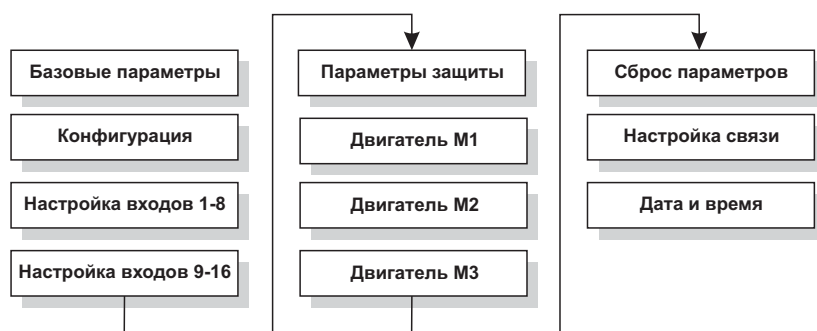 Базовые параметры
Конфигурация
Настройка входов 1-8
Настройка входов 9-16
Параметры защиты
Двигатель М1
Двигатель М2
Двигатель М3
Сброс параметров
Настройка связи
Дата и время